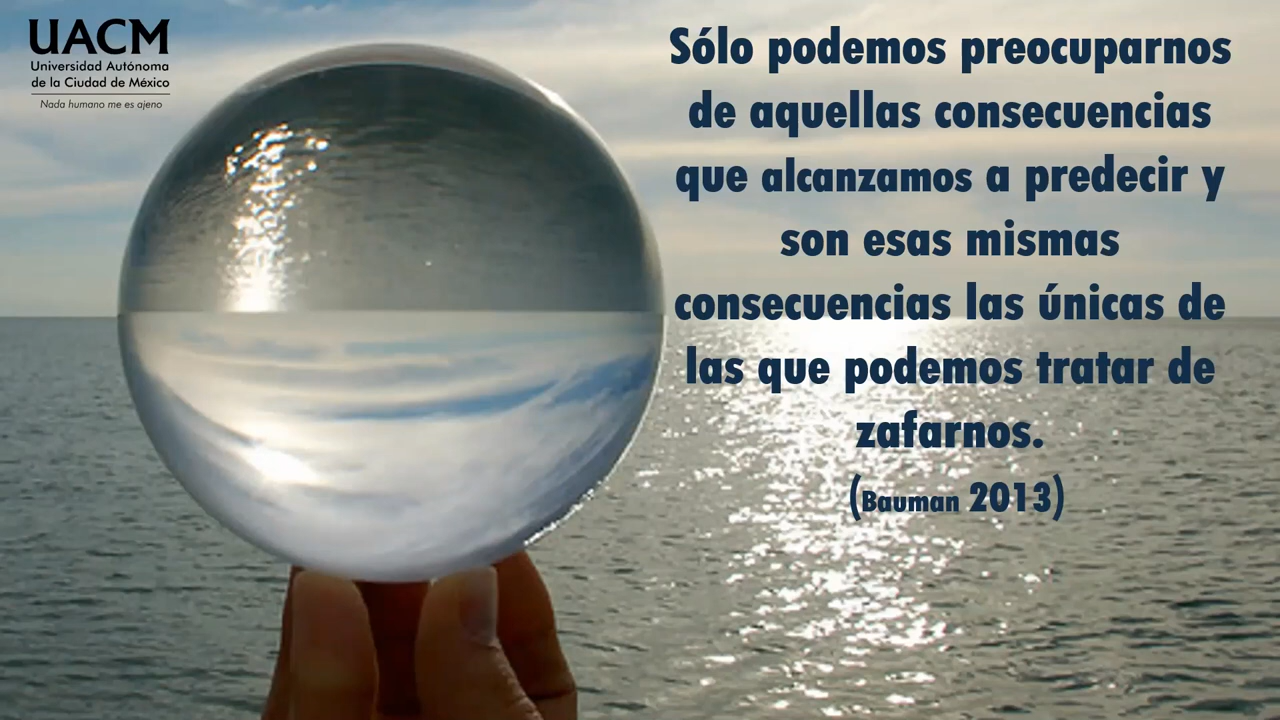 UACM
Universidad Autónoma
de la Ciudad de México
Nada humano me es ajeno
Sólo podemos preocuparnos
de aquellas consecuencias
que alcanzamos a predecir y
son esas mismas
consecuencias las únicas de
las que podemos tratar de
zafarnos.
(Bauman 2013)